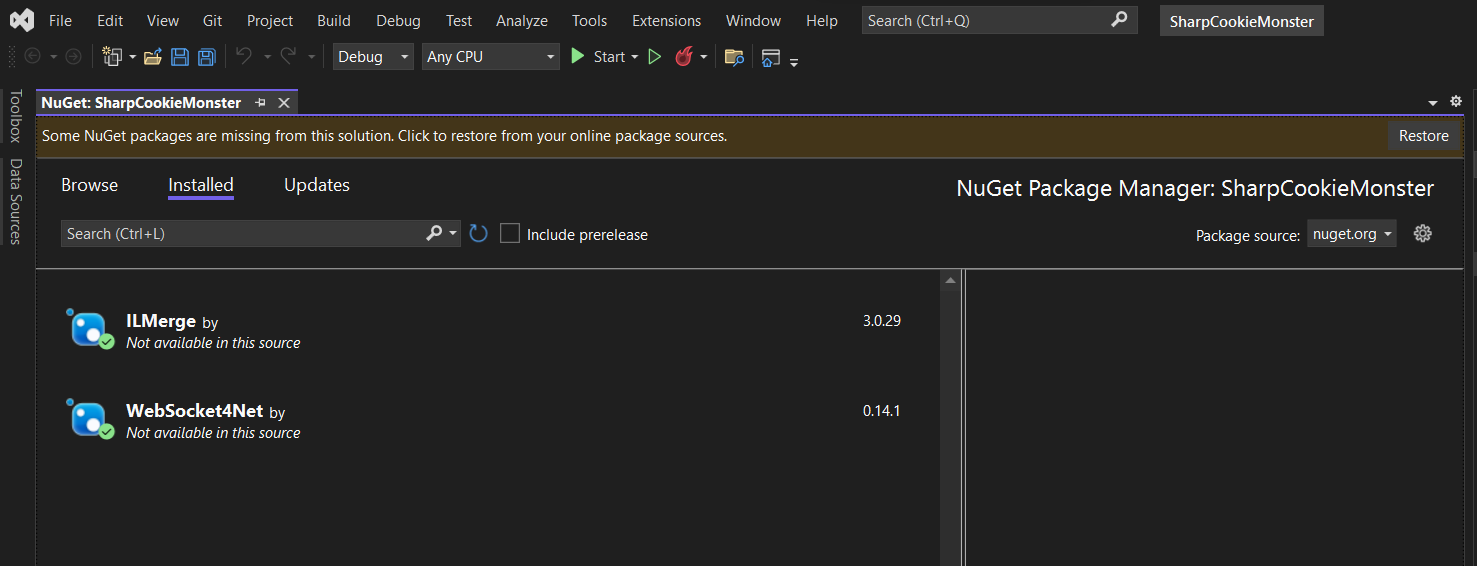 File Edit View Git Project Build Debug Test Analyze Tools Extensions Window Help Search (Ctrl+Q) SharpCookieMonster
Debug Any CPU Start
Toolbox
Data Sources
NuGet: SharpCookieMonster
Some NuGet packages are missing from this solution. Click to restore from your online package sources. Restore
Browse Installed Updates NuGet Package Manager: SharpCookieMonster
Search (Ctrl+L) Include prerelease Package source: nuget.org
ILMerge by 3.0.29
Not available in this source
WebSocket4Net by 0.14.1
Not available in this source